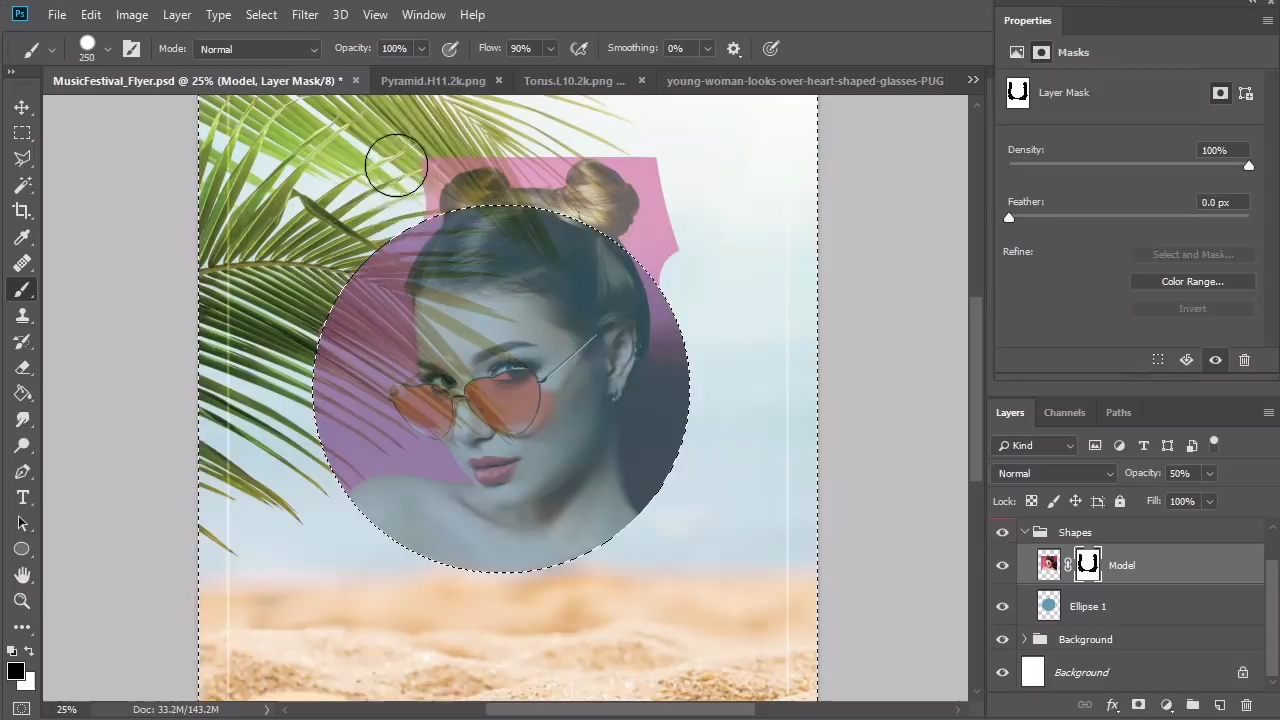 Ps File Edit Image Layer Type Select Filter 3D View Window Help
250 Mode: Normal Opacity: 100% Flow: 90% Smoothing: 0%
MusicFestival_Flyer.psd @ 25% (Model, Layer Mask/8) * × Pyramid.H11.2k.png × Torus.L10.2k.png ... × young-woman-looks-over-heart-shaped-glasses-PUG
Properties
Masks
Layer Mask
Density: 100%
Feather: 0.0 px
Refine: Select and Mask...
Color Range...
Invert
Layers Channels Paths
Kind
Normal Opacity: 50%
Lock: Fill: 100%
Shapes
Model
Ellipse 1
Background
Background
25% Doc: 33.2M/143.2M